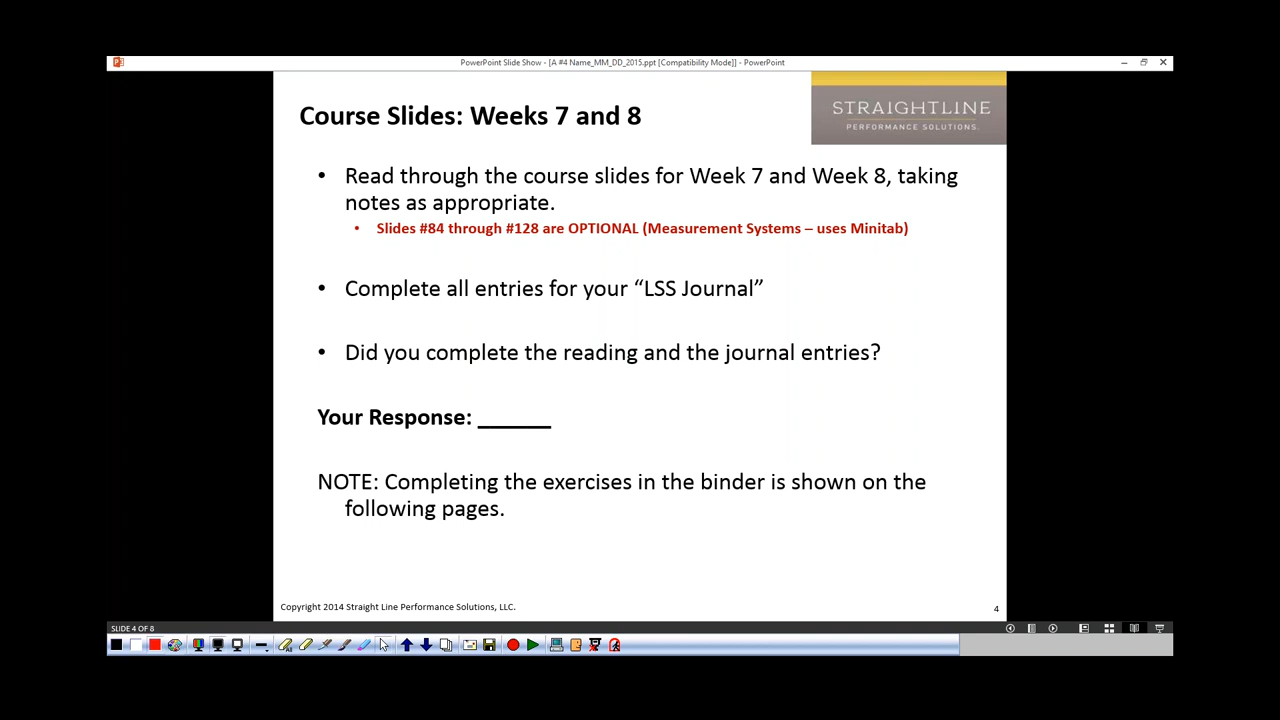 PowerPoint Slide Show - [A #4 Name_MM_DD_2015.ppt [Compatibility Mode]] - PowerPoint
Course Slides: Weeks 7 and 8
STRAIGHTLINE
PERFORMANCE SOLUTIONS.
• Read through the course slides for Week 7 and Week 8, taking
notes as appropriate.
• Slides #84 through #128 are OPTIONAL (Measurement Systems – uses Minitab)
• Complete all entries for your “LSS Journal”
• Did you complete the reading and the journal entries?
Your Response: ______
NOTE: Completing the exercises in the binder is shown on the
following pages.
Copyright 2014 Straight Line Performance Solutions, LLC.
4
SLIDE 4 OF 8